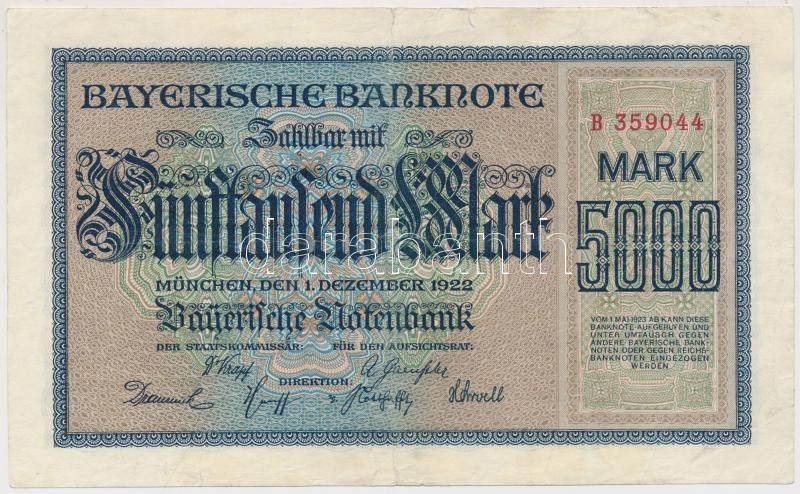 BAYERISCHE BANKNOTE
Zahlbar mit
Fünftausend Mark
MÜNCHEN, DEN 1. DEZEMBER 1922
Bayerische Notenbank
DER STAATSKOMMISSÄR: FÜR DEN AUFSICHTSRAT:
DIREKTION:
B 359044
MARK
5000
VOM 1. MAI 1923 AB KANN DIESE
BANKNOTE AUFGERUFEN UND
UNTER UMTAUSCH GEGEN
ANDERE BAYERISCHE BANK-
NOTEN ODER GEGEN REICHS-
BANKNOTEN EINGEZOGEN
WERDEN
darabanth